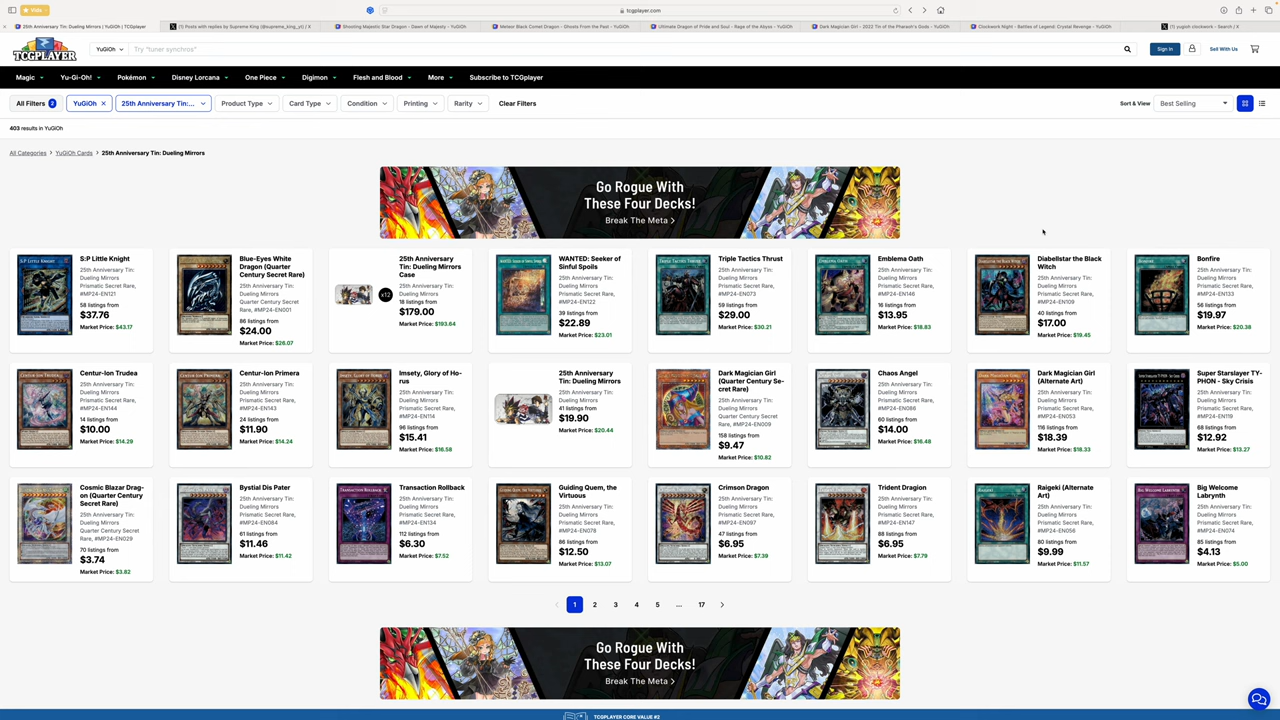 Vids
tcgplayer.com
25th Anniversary Tin: Dueling Mirrors | YuGiOh | TCGplayer
(1) Posts with replies by Supreme King (@supreme_king_yt) / X
Shooting Majestic Star Dragon - Dawn of Majesty - YuGiOh
Meteor Black Comet Dragon - Ghosts From the Past - YuGiOh
Ultimate Dragon of Pride and Soul - Rage of the Abyss - YuGiOh
Dark Magician Girl - 2022 Tin of the Pharaoh's Gods - YuGiOh
Clockwork Night - Battles of Legend: Crystal Revenge - YuGiOh
(1) yugioh clockwork - Search / X
TCGPLAYER
YuGiOh
Try "tuner synchros"
Sign In
Sell With Us
Magic
Yu-Gi-Oh!
Pokémon
Disney Lorcana
One Piece
Digimon
Flesh and Blood
More
Subscribe to TCGplayer
All Filters 2
YuGiOh ×
25th Anniversary Tin:...
Product Type
Card Type
Condition
Printing
Rarity
Clear Filters
Sort & View
Best Selling
403 results in YuGiOh
All Categories > YuGiOh Cards > 25th Anniversary Tin: Dueling Mirrors
Go Rogue With
These Four Decks!
Break The Meta >
S:P Little Knight
25th Anniversary
Tin: Dueling
Mirrors
Prismatic Secret Rare,
#MP24-EN121
58 listings from
$37.76
Market Price: $43.17
Blue-Eyes White
Dragon (Quarter
Century Secret Rare)
25th Anniversary
Tin: Dueling
Mirrors
Quarter Century Secret
Rare, #MP24-EN001
86 listings from
$24.00
Market Price: $26.07
x12
25th Anniversary
Tin: Dueling Mirrors
Case
25th Anniversary
Tin: Dueling
Mirrors
18 listings from
$179.00
Market Price: $193.64
WANTED: Seeker of
Sinful Spoils
25th Anniversary
Tin: Dueling
Mirrors
Prismatic Secret Rare,
#MP24-EN122
39 listings from
$22.89
Market Price: $23.01
Triple Tactics Thrust
25th Anniversary
Tin: Dueling
Mirrors
Prismatic Secret Rare,
#MP24-EN073
59 listings from
$29.00
Market Price: $30.21
Emblema Oath
25th Anniversary
Tin: Dueling
Mirrors
Prismatic Secret Rare,
#MP24-EN148
16 listings from
$13.95
Market Price: $18.83
Diabellstar the Black
Witch
25th Anniversary
Tin: Dueling
Mirrors
Prismatic Secret Rare,
#MP24-EN109
40 listings from
$17.00
Market Price: $19.45
Bonfire
25th Anniversary
Tin: Dueling
Mirrors
Prismatic Secret Rare,
#MP24-EN133
56 listings from
$19.97
Market Price: $20.38
Centur-Ion Trudea
25th Anniversary
Tin: Dueling
Mirrors
Prismatic Secret Rare,
#MP24-EN144
14 listings from
$10.00
Market Price: $14.29
Centur-Ion Primera
25th Anniversary
Tin: Dueling
Mirrors
Prismatic Secret Rare,
#MP24-EN143
24 listings from
$11.90
Market Price: $14.24
Imsety, Glory of Ho-
rus
25th Anniversary
Tin: Dueling
Mirrors
Prismatic Secret Rare,
#MP24-EN114
96 listings from
$15.41
Market Price: $16.58
25th Anniversary
Tin: Dueling Mirrors
25th Anniversary
Tin: Dueling
Mirrors
41 listings from
$19.90
Market Price: $20.44
Dark Magician Girl
(Quarter Century Se-
cret Rare)
25th Anniversary
Tin: Dueling
Mirrors
Quarter Century Secret
Rare, #MP24-EN009
158 listings from
$9.47
Market Price: $10.82
Chaos Angel
25th Anniversary
Tin: Dueling
Mirrors
Prismatic Secret Rare,
#MP24-EN086
60 listings from
$14.00
Market Price: $16.48
Dark Magician Girl
(Alternate Art)
25th Anniversary
Tin: Dueling
Mirrors
Prismatic Secret Rare,
#MP24-EN053
116 listings from
$18.39
Market Price: $18.33
Super Starslayer TY-
PHON - Sky Crisis
25th Anniversary
Tin: Dueling
Mirrors
Prismatic Secret Rare,
#MP24-EN119
68 listings from
$12.92
Market Price: $13.27
Cosmic Blazar Drag-
on (Quarter Century
Secret Rare)
25th Anniversary
Tin: Dueling
Mirrors
Quarter Century Secret
Rare, #MP24-EN029
70 listings from
$3.74
Market Price: $3.82
Bystial Dis Pater
25th Anniversary
Tin: Dueling
Mirrors
Prismatic Secret Rare,
#MP24-EN084
61 listings from
$11.46
Market Price: $11.42
Transaction Rollback
25th Anniversary
Tin: Dueling
Mirrors
Prismatic Secret Rare,
#MP24-EN134
112 listings from
$6.30
Market Price: $7.52
Guiding Quem, the
Virtuous
25th Anniversary
Tin: Dueling
Mirrors
Prismatic Secret Rare,
#MP24-EN078
86 listings from
$12.50
Market Price: $13.07
Crimson Dragon
25th Anniversary
Tin: Dueling
Mirrors
Prismatic Secret Rare,
#MP24-EN097
47 listings from
$6.95
Market Price: $7.39
Trident Dragion
25th Anniversary
Tin: Dueling
Mirrors
Prismatic Secret Rare,
#MP24-EN147
88 listings from
$6.95
Market Price: $7.79
Raigeki (Alternate
Art)
25th Anniversary
Tin: Dueling
Mirrors
Prismatic Secret Rare,
#MP24-EN056
80 listings from
$9.99
Market Price: $11.57
Big Welcome
Labrynth
25th Anniversary
Tin: Dueling
Mirrors
Prismatic Secret Rare,
#MP24-EN074
85 listings from
$4.13
Market Price: $5.00
1 2 3 4 5 ... 17
Go Rogue With
These Four Decks!
Break The Meta >
TCGPLAYER CORE VALUE #2